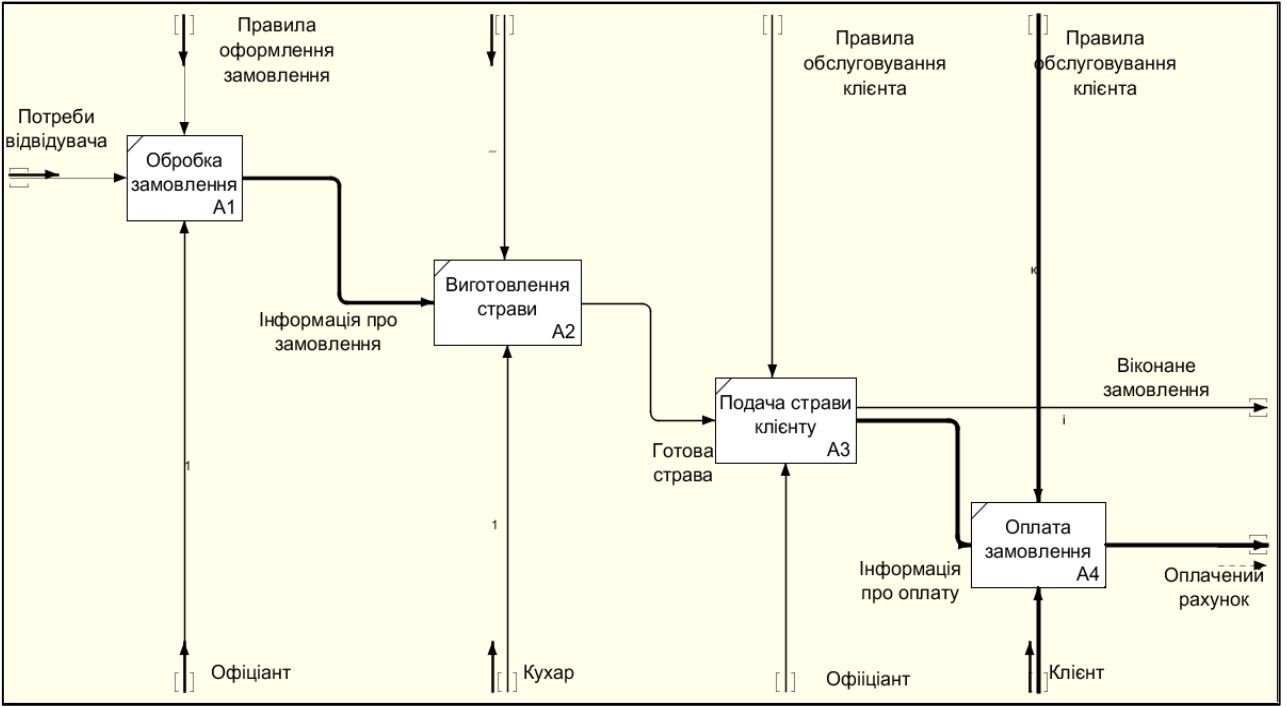 Правила
оформлення
замовлення
Правила
обслуговування
клієнта
Правила
обслуговування
клієнта
Потреби
відвідувача
Обробка
замовлення
A1
Виготовлення
страви
A2
Інформація про
замовлення
Віконане
замовлення
Подача страви
клієнту
A3
Готова
страва
і
1
1
Оплата
замовлення
A4
Інформація
про оплату
Оплачений
рахунок
Офіціант
Кухар
Офііціант
Клієнт